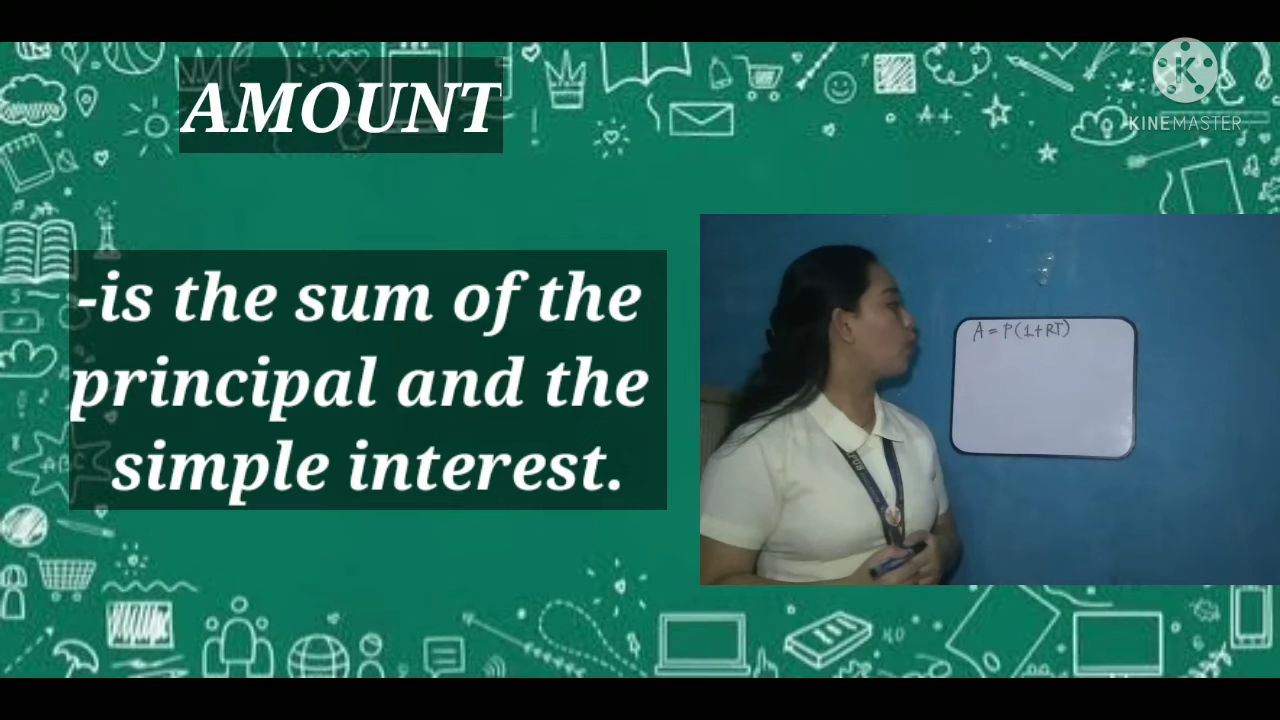 AMOUNT
KINEMASTER
-is the sum of the
principal and the
simple interest.
A = P(1+RT)